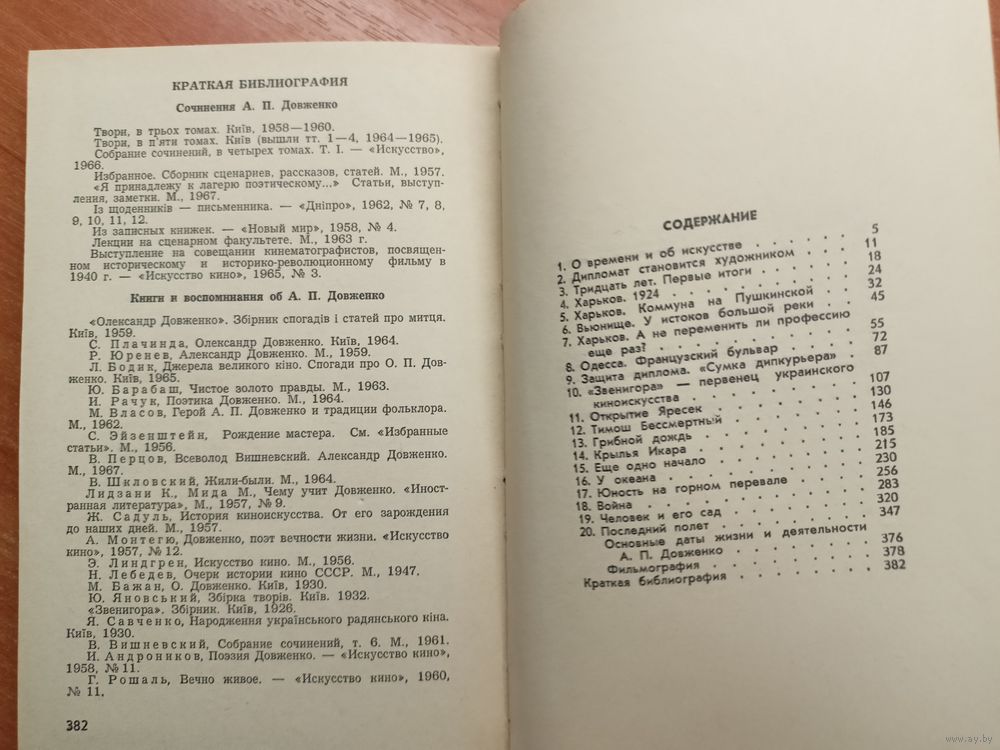 КРАТКАЯ БИБЛИОГРАФИЯ
Сочинения А. П. Довженко
Твори, в трьох томах. Київ, 1958—1960.
Твори, в п'яти томах. Київ (вышли тт. 1—4, 1964—1965).
Собрание сочинений, в четырех томах. Т. I. — «Искусство»,
1966.
Избранное. Сборник сценариев, рассказов, статей. М., 1957.
«Я принадлежу к лагерю поэтическому...» Статьи, выступ-
ления, заметки. М., 1967.
Із щоденників — письменника. — «Дніпро», 1962, № 7, 8,
9, 10, 11, 12.
Из записных книжек. — «Новый мир», 1958, № 4.
Лекции на сценарном факультете. М., 1963 г.
Выступление на совещании кинематографистов, посвящен-
ном историческому и историко-революционному фильму в
1940 г. — «Искусство кино», 1965, № 3.
Книги и воспоминания об А. П. Довженко
«Олександр Довженко». Збірник спогадів і статей про митця.
Київ, 1959.
С. Плачинда, Олександр Довженко. Київ, 1964.
Р. Юренев, Александр Довженко. М., 1959.
Л. Бодик, Джерела великого кіно. Спогади про О. П. Дов-
женко. Київ, 1965.
Ю. Барабаш, Чистое золото правды. М., 1963.
И. Рачук, Поэтика Довженко. М., 1964.
М. Власов, Герой А. П. Довженко и традиции фольклора.
М., 1962.
С. Эйзенштейн, Рождение мастера. См. «Избранные
статьи». М., 1956.
В. Перцов, Всеволод Вишневский. Александр Довженко.
М., 1967.
В. Шкловский, Жили-были. М., 1964.
Лидзани К., Мида М., Чему учит Довженко. «Иност-
ранная литература», М., 1957, № 9.
Ж. Садуль, История киноискусства. От его зарождения
до наших дней. М., 1957.
А. Монтегю, Довженко, поэт вечности жизни. «Искусство
кино», 1957, № 12.
Э. Линдгрен, Искусство кино. М., 1956.
Н. Лебедев, Очерк истории кино СССР. М., 1947.
М. Бажан, О. Довженко. Київ, 1930.
Ю. Яновський, Збірка творів. Київ. 1932.
«Звенигора». Збірник. Київ, 1926.
Я. Савченко, Народження українського радянського кіна.
Київ, 1930.
В. Вишневский, Собрание сочинений, т. 6. М., 1961.
И. Андроников, Поэзия Довженко. — «Искусство кино»,
1958, № 11.
Г. Рошаль, Вечно живое. — «Искусство кино», 1960,
№ 11.
382
СОДЕРЖАНИЕ
1. О времени и об искусстве . . . . . . 5
2. Дипломат становится художником . . . . 11
3. Тридцать лет. Первые итоги . . . . . 18
4. Харьков. 1924 . . . . . . . . 24
5. Харьков. Коммуна на Пушкинской . . . . 32
6. Вьюнище. У истоков большой реки . . . . 45
7. Харьков. А не переменить ли профессию
еще раз? . . . . . . . . 55
8. Одесса. Французский бульвар . . . . . 72
9. Защита диплома. «Сумка дипкурьера» . . . 87
10. «Звенигора» — первенец украинского
киноискусства . . . . . . . 107
11. Открытие Яресек . . . . . . . 130
12. Тимош Бессмертный . . . . . . 146
13. Грибной дождь . . . . . . . 173
14. Крылья Икара . . . . . . . 185
15. Еще одно начало . . . . . . . 215
16. У океана . . . . . . . . 230
17. Юность на горном перевале . . . . . 256
18. Война . . . . . . . . . 283
19. Человек и его сад . . . . . . . 320
20. Последний полет . . . . . . . 347
Основные даты жизни и деятельности
А. П. Довженко . . . . . . 376
Фильмография . . . . . . . 378
Краткая библиография . . . . . . 382
www.ay.by